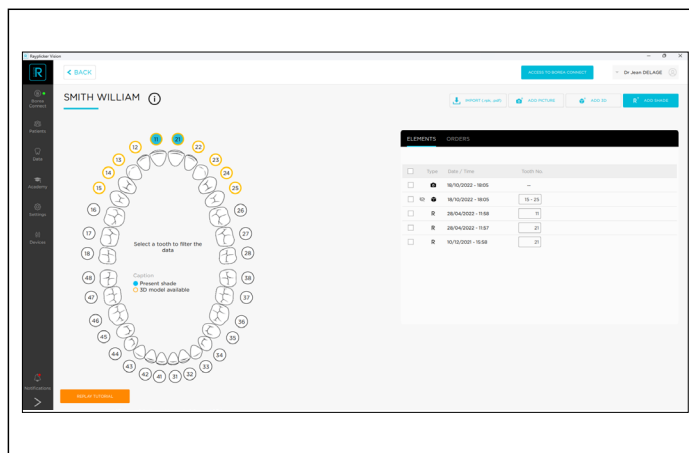 Rayplicker Vision
R
BACK
ACCESS TO BOREA CONNECT
Dr Jean DELAGE
Borea
Connect
Patients
Data
Academy
Settings
Devices
Notifications
SMITH WILLIAM
IMPORT (.rpk, .pdf)
ADD PICTURE
ADD 3D
ADD SHADE
ELEMENTS ORDERS
Type Date / Time Tooth No.
18/10/2022 - 18:05 --
18/10/2022 - 18:05 15 - 25
R 28/04/2022 - 11:58 11
R 28/04/2022 - 11:57 21
R 10/12/2021 - 15:58 21
11 21
12 22
13 23
14 24
15 25
16 26
17 27
18 28
Select a tooth to filter the
data
Caption
Present shade
3D model available
48 38
47 37
46 36
45 35
44 34
43 33
42 41 31 32
REPLAY TUTORIAL